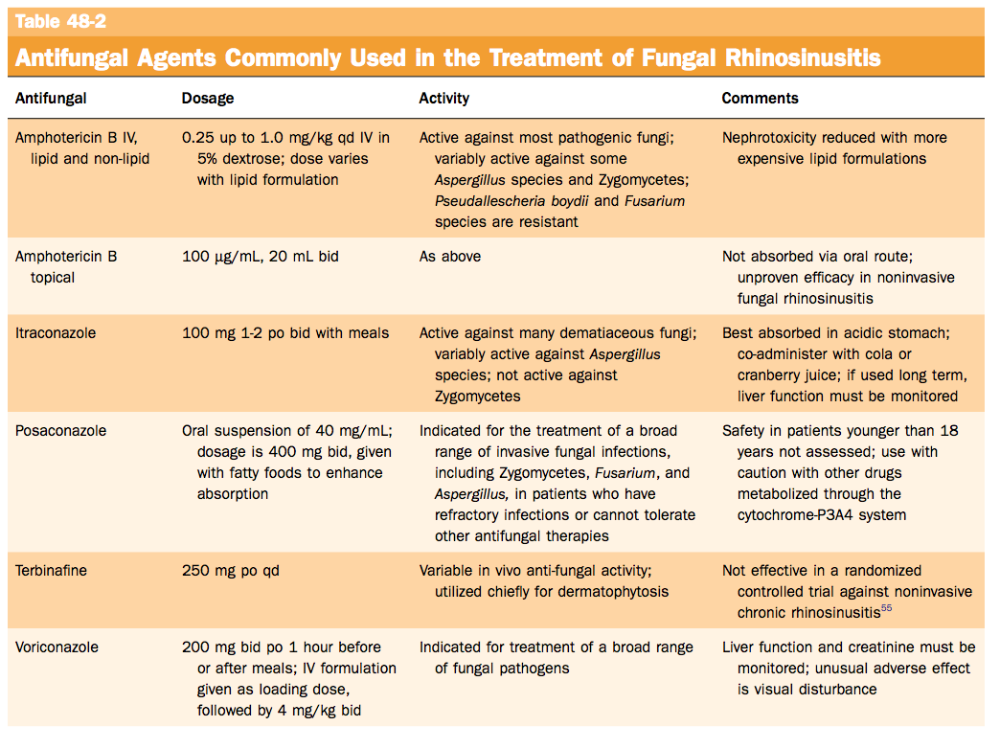 Table 48-2
Antifungal Agents Commonly Used in the Treatment of Fungal Rhinosinusitis
Antifungal Dosage Activity Comments
Amphotericin B IV,
lipid and non-lipid
0.25 up to 1.0 mg/kg qd IV in
5% dextrose; dose varies
with lipid formulation
Active against most pathogenic fungi;
variably active against some
Aspergillus species and Zygomycetes;
Pseudallescheria boydii and Fusarium
species are resistant
Nephrotoxicity reduced with more
expensive lipid formulations
Amphotericin B
topical
100 μg/mL, 20 mL bid
As above
Not absorbed via oral route;
unproven efficacy in noninvasive
fungal rhinosinusitis
Itraconazole
100 mg 1-2 po bid with meals
Active against many dematiaceous fungi;
variably active against Aspergillus
species; not active against
Zygomycetes
Best absorbed in acidic stomach;
co-administer with cola or
cranberry juice; if used long term,
liver function must be monitored
Posaconazole
Oral suspension of 40 mg/mL;
dosage is 400 mg bid, given
with fatty foods to enhance
absorption
Indicated for the treatment of a broad
range of invasive fungal infections,
including Zygomycetes, Fusarium, and
Aspergillus, in patients who have
refractory infections or cannot tolerate
other antifungal therapies
Safety in patients younger than 18
years not assessed; use with
caution with other drugs
metabolized through the
cytochrome-P3A4 system
Terbinafine
250 mg po qd
Variable in vivo anti-fungal activity;
utilized chiefly for dermatophytosis
Not effective in a randomized
controlled trial against noninvasive
chronic rhinosinusitis55
Voriconazole
200 mg bid po 1 hour before
or after meals; IV formulation
given as loading dose,
followed by 4 mg/kg bid
Indicated for treatment of a broad range
of fungal pathogens
Liver function and creatinine must be
monitored; unusual adverse effect
is visual disturbance